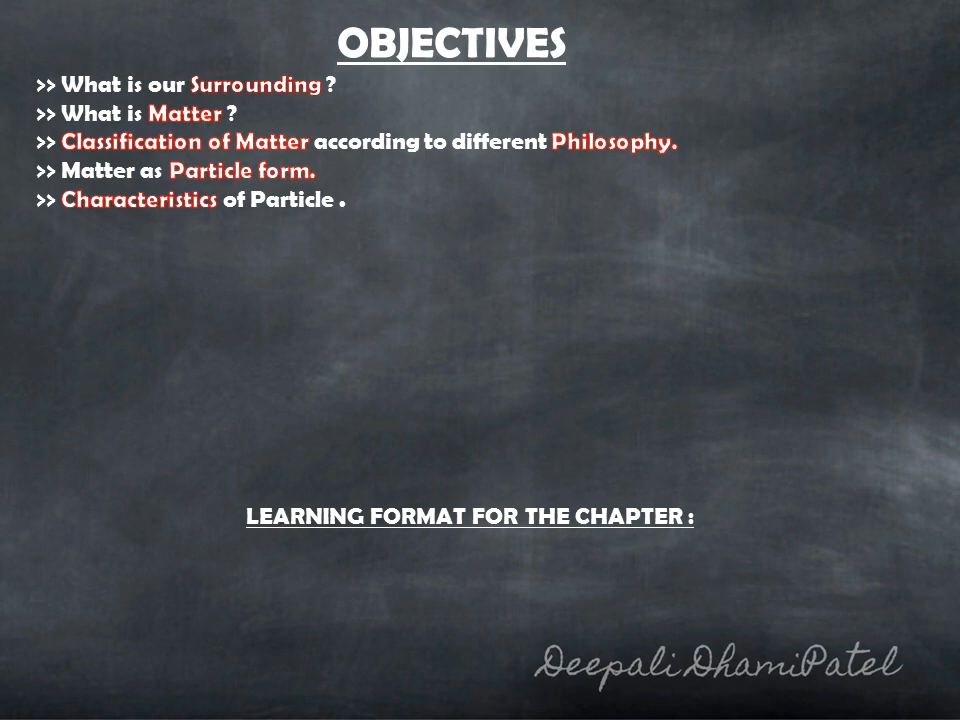 OBJECTIVES
>> What is our Surrounding ?
>> What is Matter ?
>> Classification of Matter according to different Philosophy.
>> Matter as Particle form.
>> Characteristics of Particle .
LEARNING FORMAT FOR THE CHAPTER :
Deepali DhamiPatel